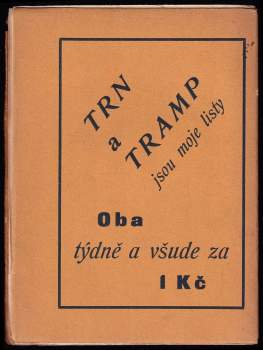 TRN
a
TRAMP
jsou moje listy
Oba
týdně a všude za
1 Kč